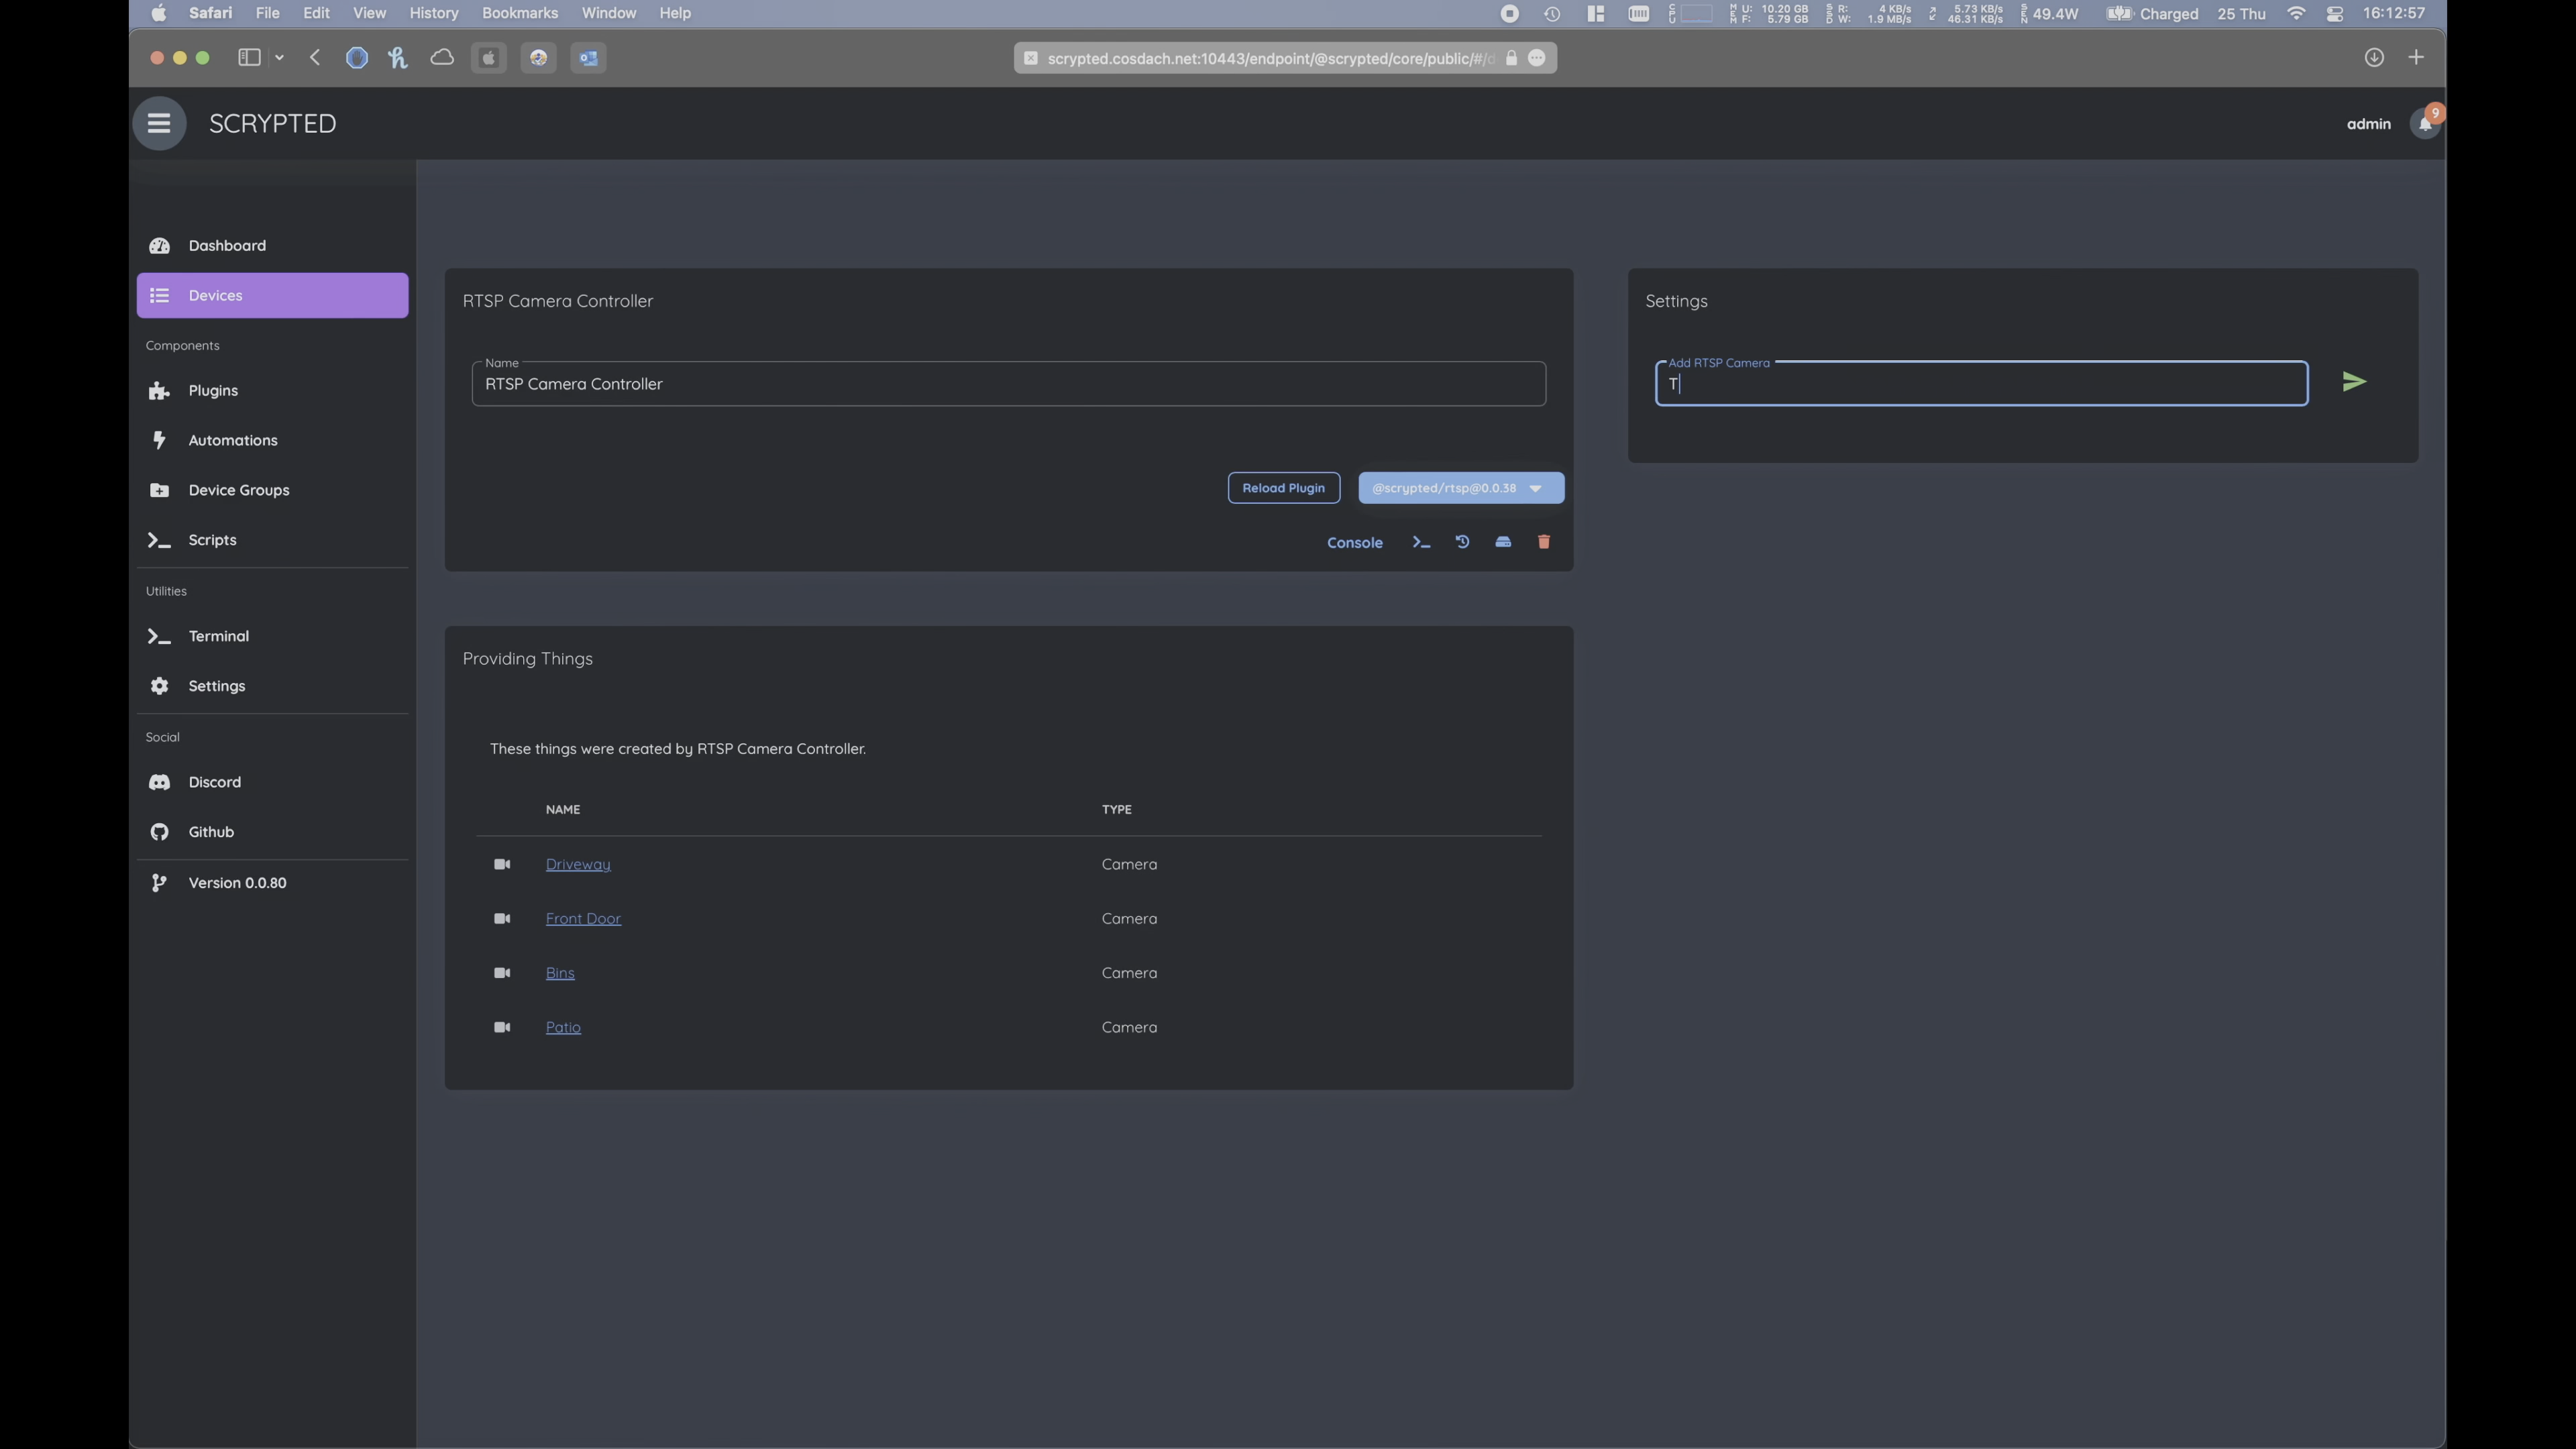 Safari File Edit View History Bookmarks Window Help
CPU MEM U: 10.20 GB F: 5.79 GB SSD R: 4 KB/s W: 1.9 MB/s 5.73 KB/s 46.31 KB/s SEN 49.4W Charged 25 Thu 16:12:57
scrypted.cosdach.net:10443/endpoint/@scrypted/core/public/#/d
SCRYPTED
admin
9
Dashboard
Devices
Components
Plugins
Automations
Device Groups
Scripts
Utilities
Terminal
Settings
Social
Discord
Github
Version 0.0.80
RTSP Camera Controller
Name
RTSP Camera Controller
Reload Plugin
@scrypted/rtsp@0.0.38
Console
Providing Things
These things were created by RTSP Camera Controller.
NAME TYPE
Driveway Camera
Front Door Camera
Bins Camera
Patio Camera
Settings
Add RTSP Camera
T